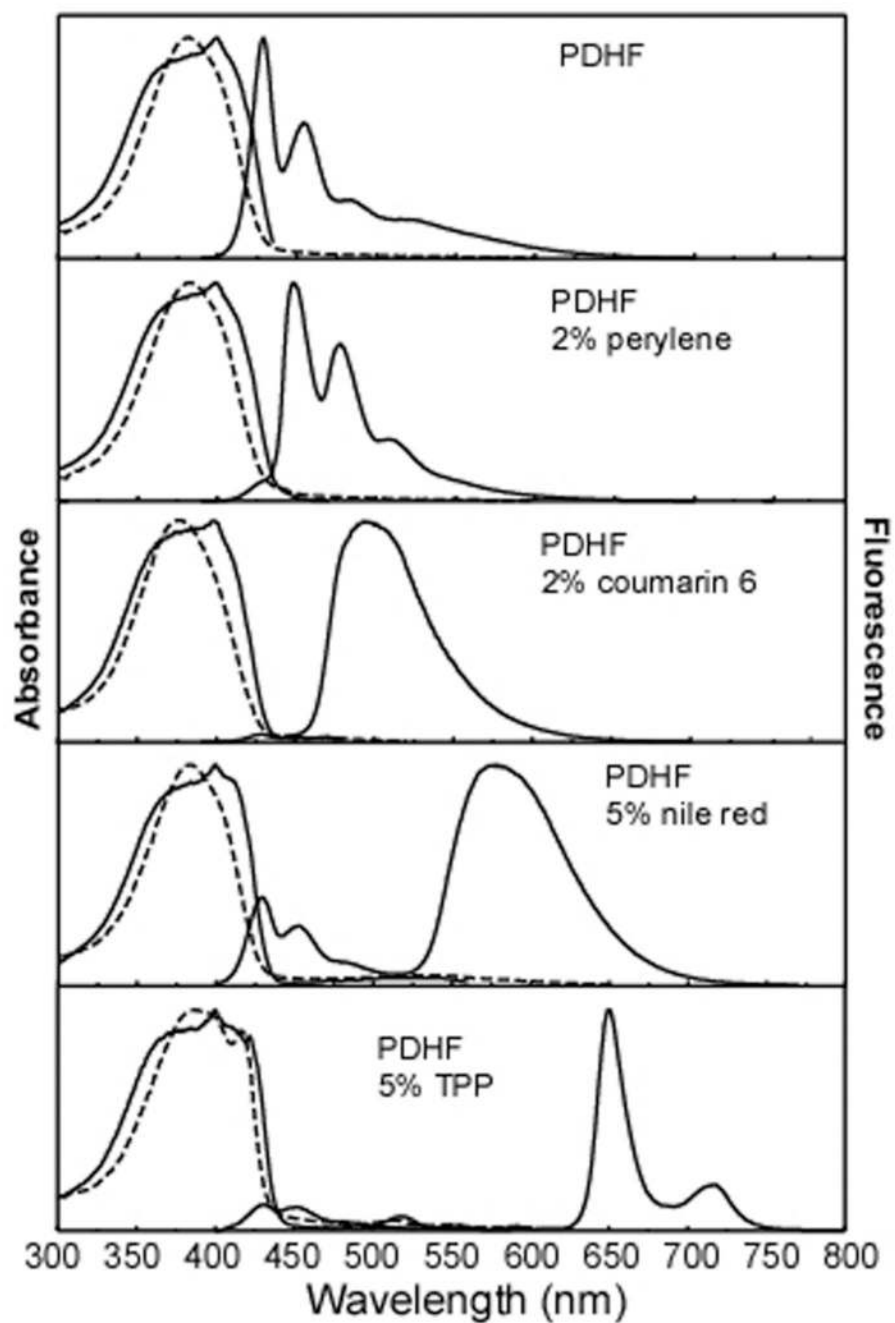 PDHF
PDHF
2% perylene
PDHF
2% coumarin 6
PDHF
5% nile red
PDHF
5% TPP
Absorbance
Fluorescence
300 350 400 450 500 550 600 650 700 750 800
Wavelength (nm)